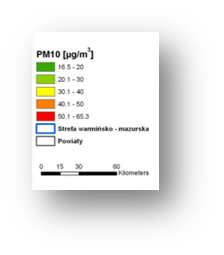 PM10 [µg/m³]
16.5 - 20
20.1 - 30
30.1 - 40
40.1 - 50
50.1 - 65.3
Strefa warmińsko - mazurska
Powiaty
0 15 30 60
Kilometers